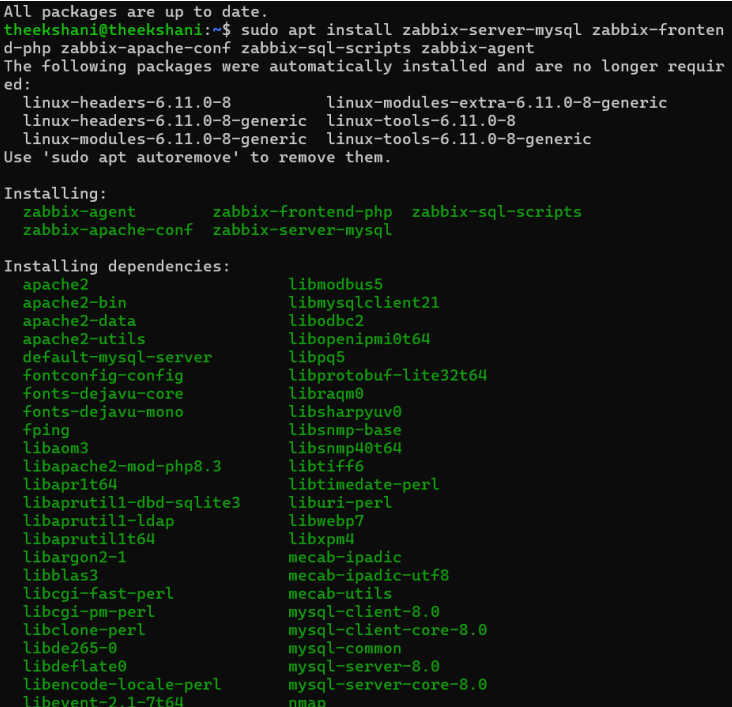 All packages are up to date.
theekshani@theekshani:~$ sudo apt install zabbix-server-mysql zabbix-fronten
d-php zabbix-apache-conf zabbix-sql-scripts zabbix-agent
The following packages were automatically installed and are no longer requir
ed:
  linux-headers-6.11.0-8          linux-modules-extra-6.11.0-8-generic
  linux-headers-6.11.0-8-generic  linux-tools-6.11.0-8
  linux-modules-6.11.0-8-generic  linux-tools-6.11.0-8-generic
Use 'sudo apt autoremove' to remove them.

Installing:
  zabbix-agent        zabbix-frontend-php  zabbix-sql-scripts
  zabbix-apache-conf  zabbix-server-mysql

Installing dependencies:
  apache2                     libmodbus5
  apache2-bin                 libmysqlclient21
  apache2-data                libodbc2
  apache2-utils               libopenipmi0t64
  default-mysql-server        libpq5
  fontconfig-config           libprotobuf-lite32t64
  fonts-dejavu-core           libraqm0
  fonts-dejavu-mono           libsharpyuv0
  fping                       libsnmp-base
  libaom3                     libsnmp40t64
  libapache2-mod-php8.3       libtiff6
  libapr1t64                  libtimedate-perl
  libaprutil1-dbd-sqlite3     liburi-perl
  libaprutil1-ldap            libwebp7
  libaprutil1t64              libxpm4
  libargon2-1                 mecab-ipadic
  libblas3                    mecab-ipadic-utf8
  libcgi-fast-perl            mecab-utils
  libcgi-pm-perl              mysql-client-8.0
  libclone-perl               mysql-client-core-8.0
  libde265-0                  mysql-common
  libdeflate0                 mysql-server-8.0
  libencode-locale-perl       mysql-server-core-8.0
  libevent-2.1-7t64           nmap